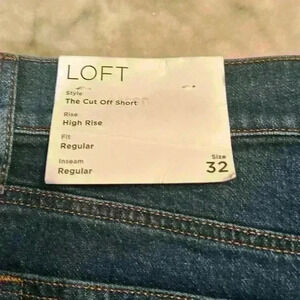 LOFT
Style
The Cut Off Short
Rise
High Rise
Fit
Regular
Inseam
Regular
Size
32